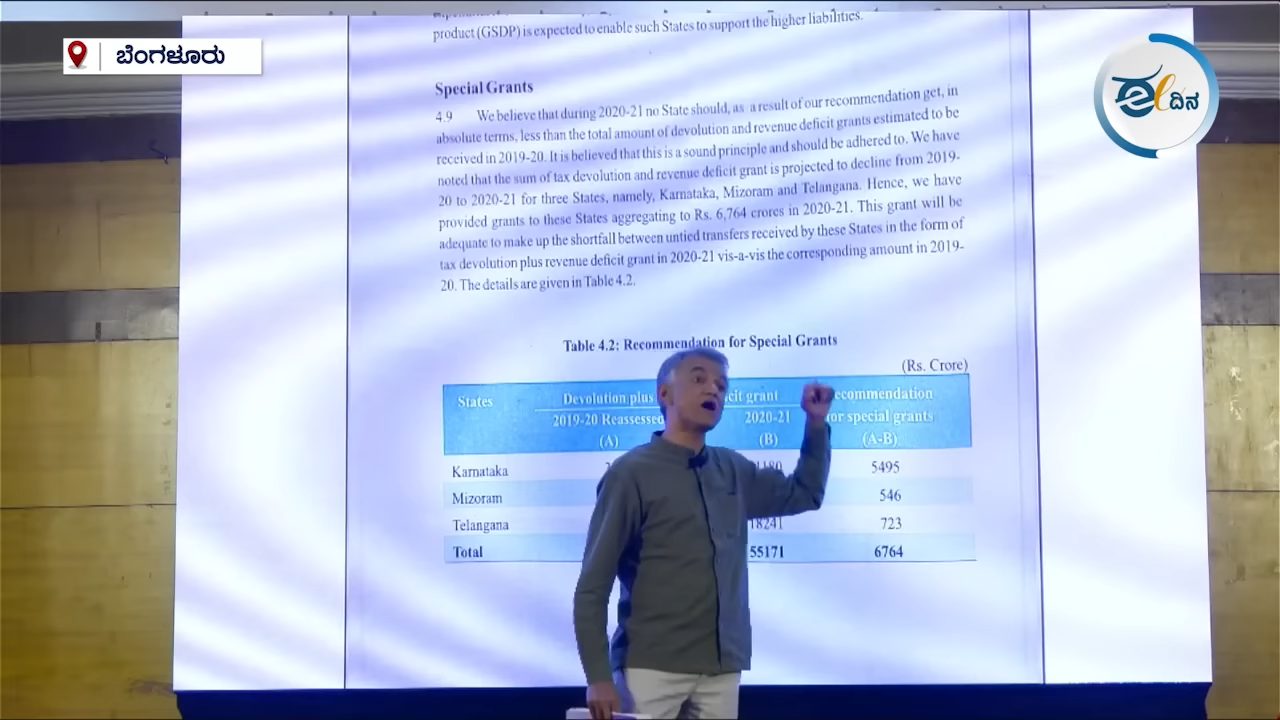 product (GSDP) is expected to enable such States to support the higher liabilities.
ಬೆಂಗಳೂರು
ದಿನ
Special Grants
4.9 We believe that during 2020-21 no State should, as a result of our recommendation get, in
absolute terms, less than the total amount of devolution and revenue deficit grants estimated to be
received in 2019-20. It is believed that this is a sound principle and should be adhered to. We have
noted that the sum of tax devolution and revenue deficit grant is projected to decline from 2019-
20 to 2020-21 for three States, namely, Karnataka, Mizoram and Telangana. Hence, we have
provided grants to these States aggregating to Rs. 6,764 crores in 2020-21. This grant will be
adequate to make up the shortfall between untied transfers received by these States in the form of
tax devolution plus revenue deficit grant in 2020-21 vis-a-vis the corresponding amount in 2019-
20. The details are given in Table 4.2.
Table 4.2: Recommendation for Special Grants
(Rs. Crore)
States Devolution plus grant
2019-20 Reassessed 2020-21 special grants
(A) (B) (A-B)
Karnataka 5495
Mizoram 546
Telangana 18241 723
Total 55171 6764